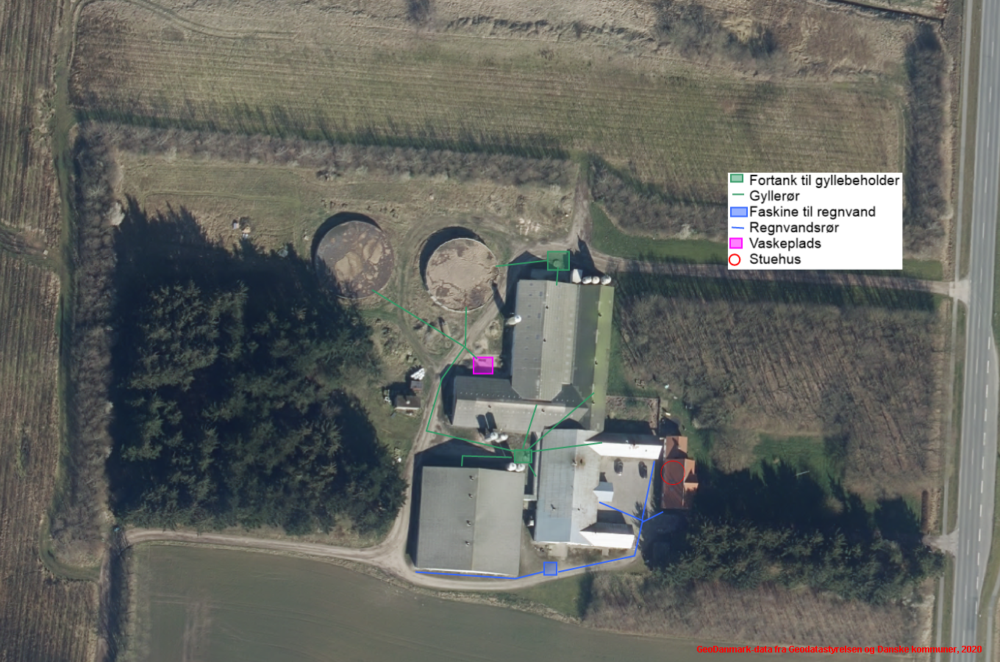 Fortank til gyllebeholder
Gyllerør
Faskine til regnvand
Regnvandsrør
Vaskeplads
Stuehus
GeoDanmark-data fra Geodatastyrelsen og Danske kommuner, 2020